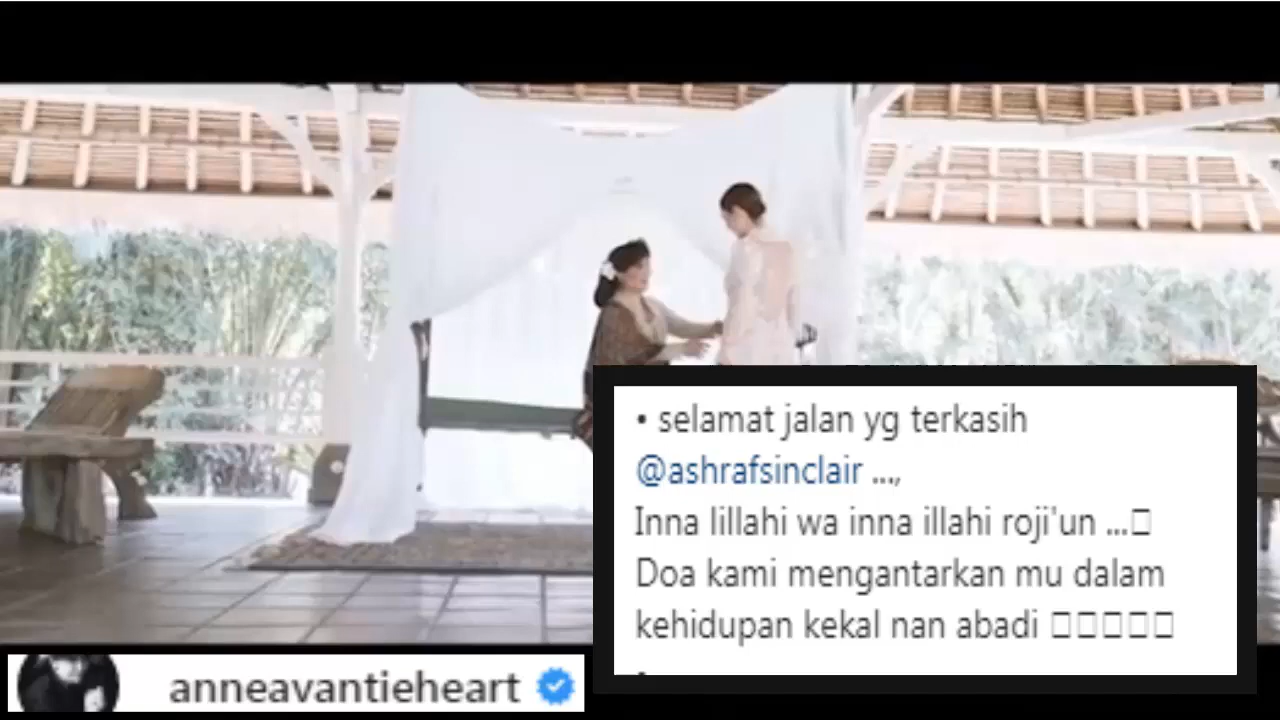 • selamat jalan yg terkasih
@ashrafsinclair ...,
Inna lillahi wa inna illahi roji'un ...
Doa kami mengantarkan mu dalam
kehidupan kekal nan abadi
anneavantieheart